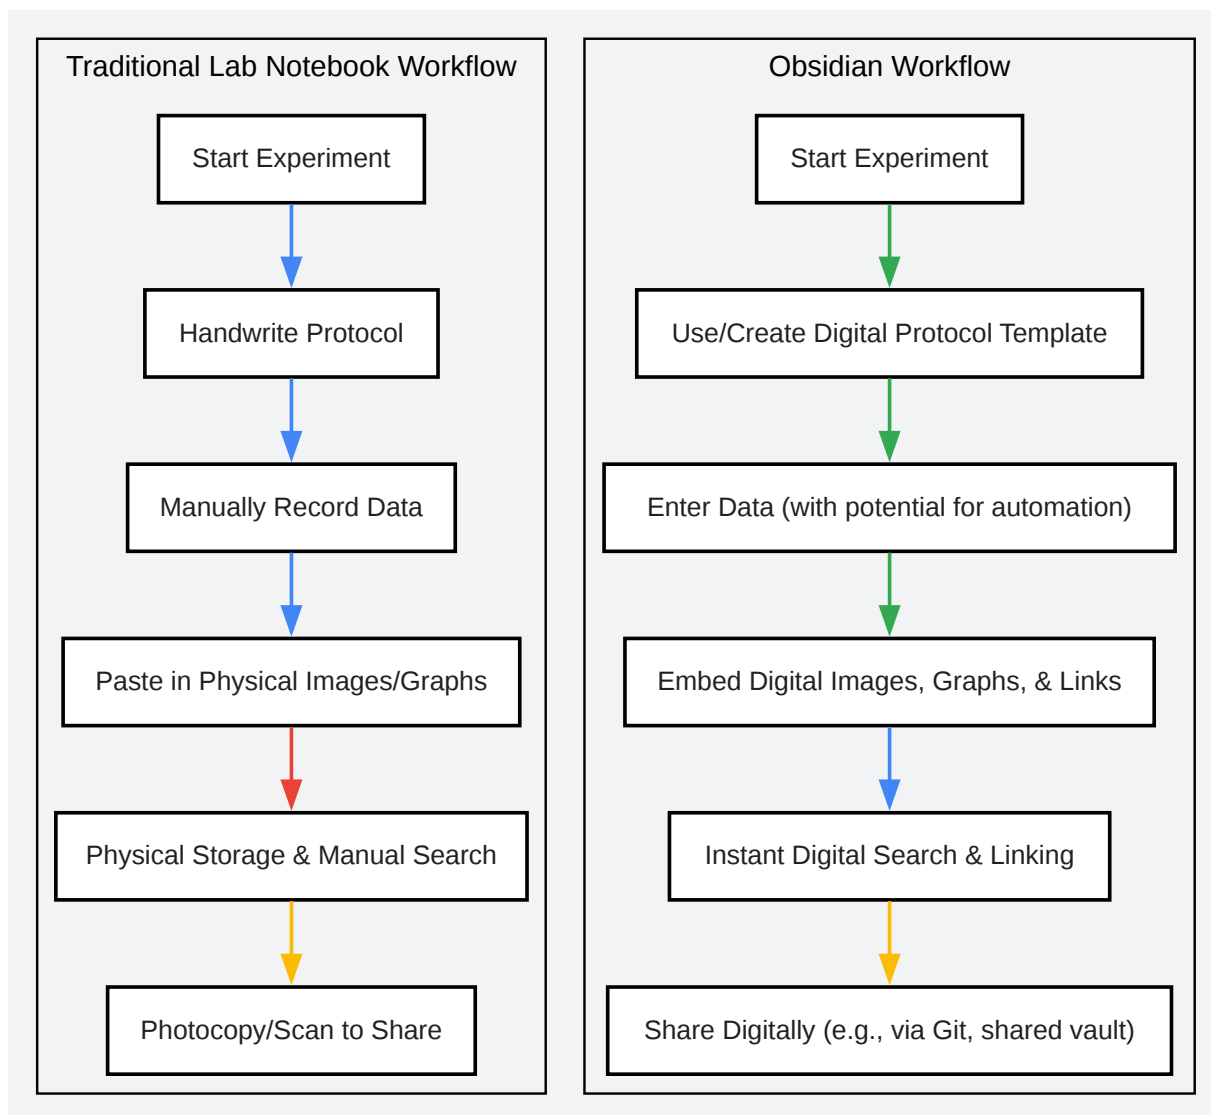 Traditional Lab Notebook Workflow
Start Experiment
Handwrite Protocol
Manually Record Data
Paste in Physical Images/Graphs
Physical Storage & Manual Search
Photocopy/Scan to Share
Obsidian Workflow
Start Experiment
Use/Create Digital Protocol Template
Enter Data (with potential for automation)
Embed Digital Images, Graphs, & Links
Instant Digital Search & Linking
Share Digitally (e.g., via Git, shared vault)